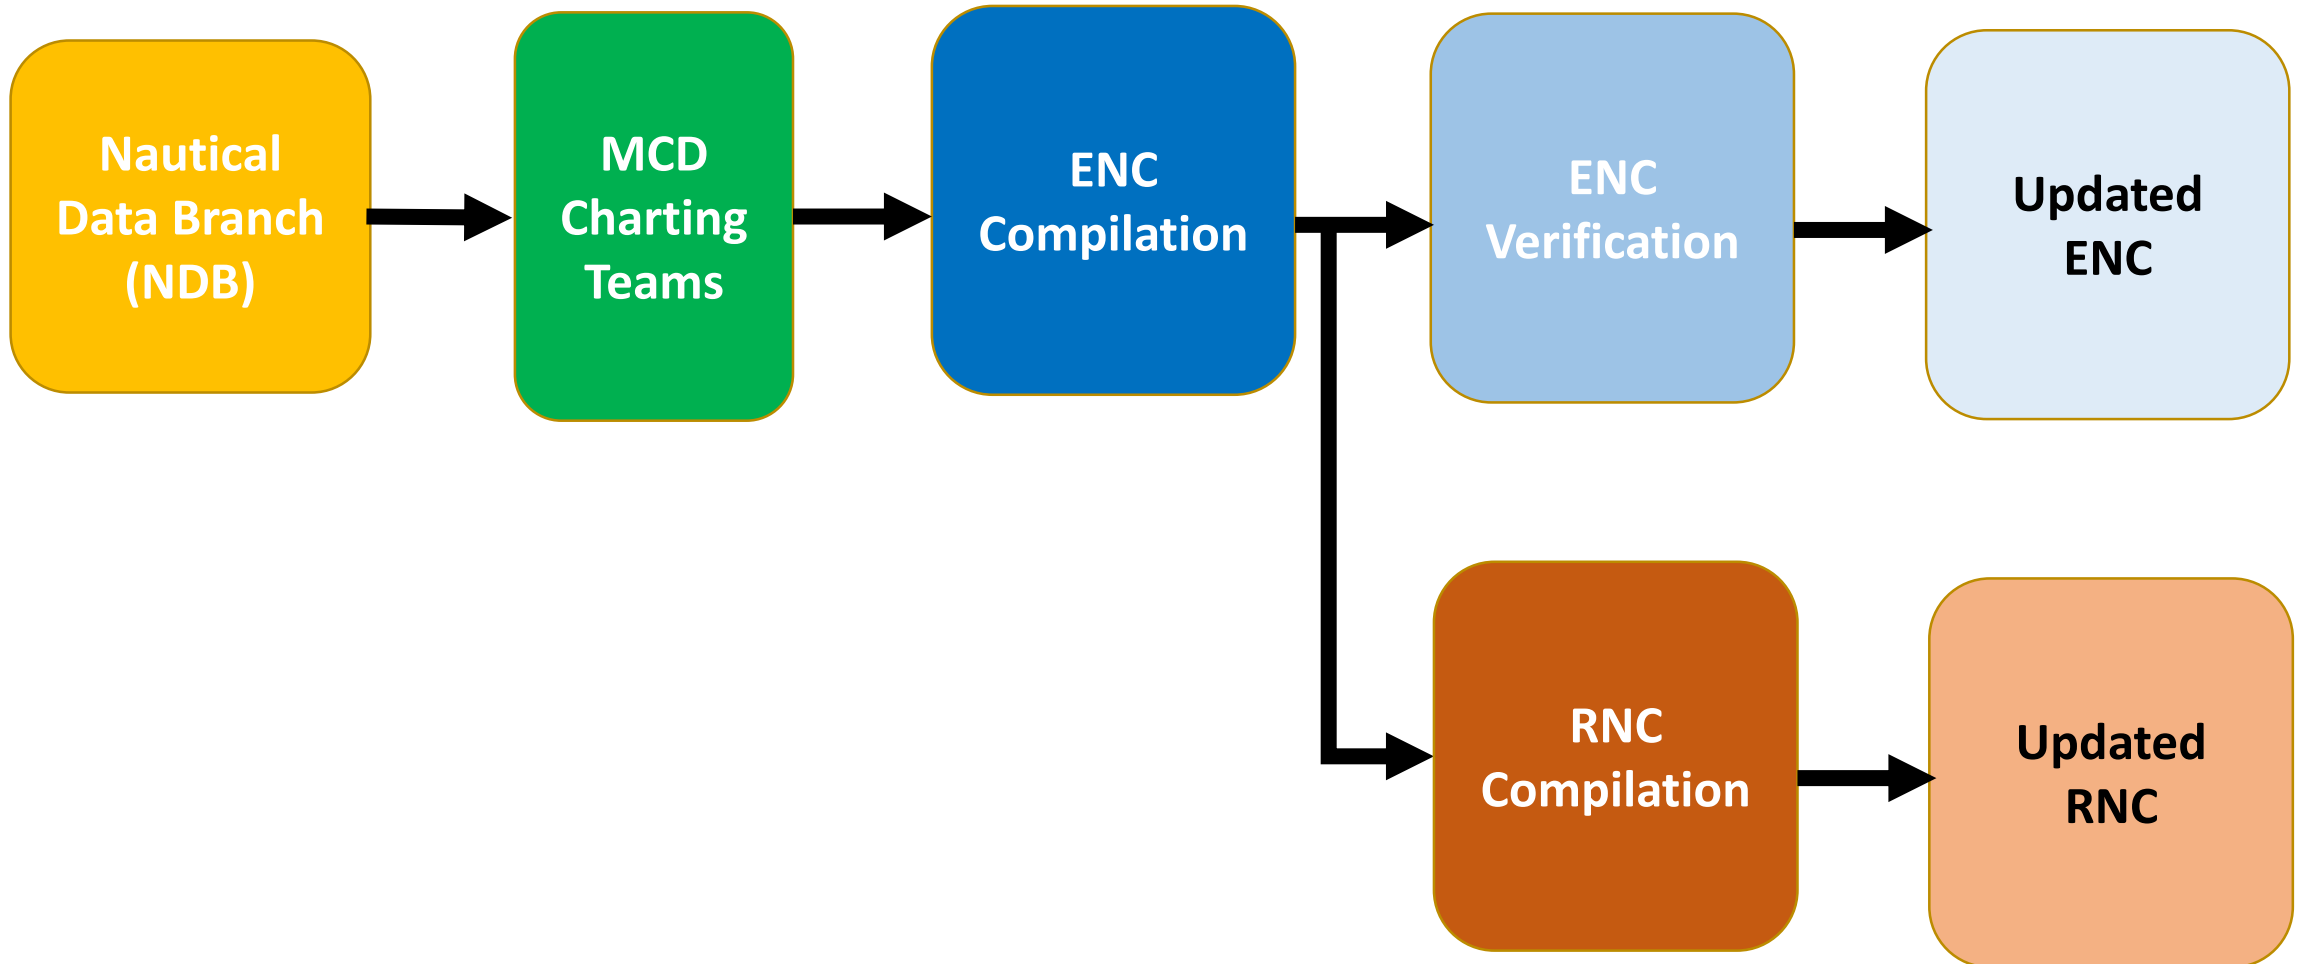 Nautical
Data Branch
(NDB)
MCD
Charting
Teams
ENC
Compilation
ENC
Verification
Updated
ENC
RNC
Compilation
Updated
RNC